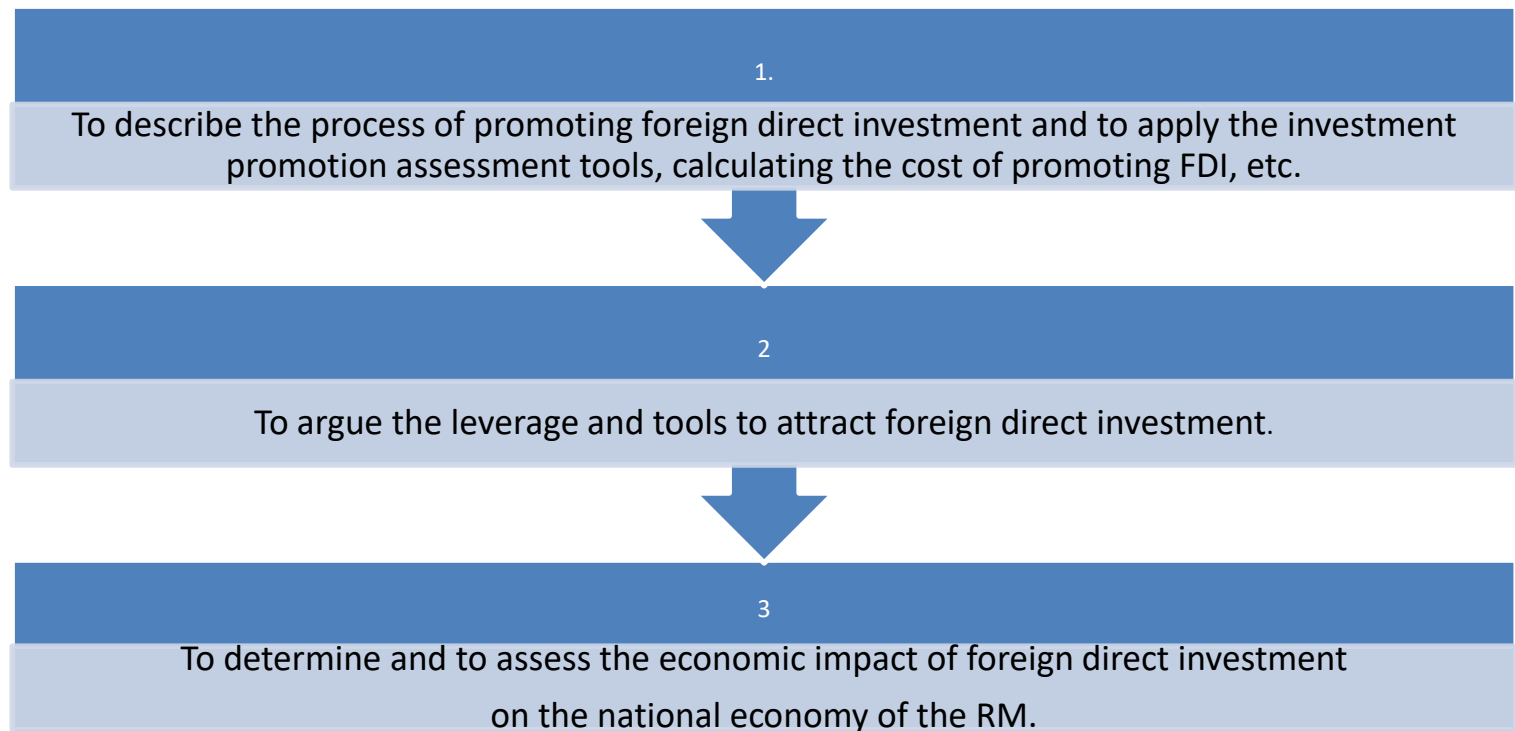 1.
To describe the process of promoting foreign direct investment and to apply the investment
promotion assessment tools, calculating the cost of promoting FDI, etc.
2
To argue the leverage and tools to attract foreign direct investment.
3
To determine and to assess the economic impact of foreign direct investment
on the national economy of the RM.